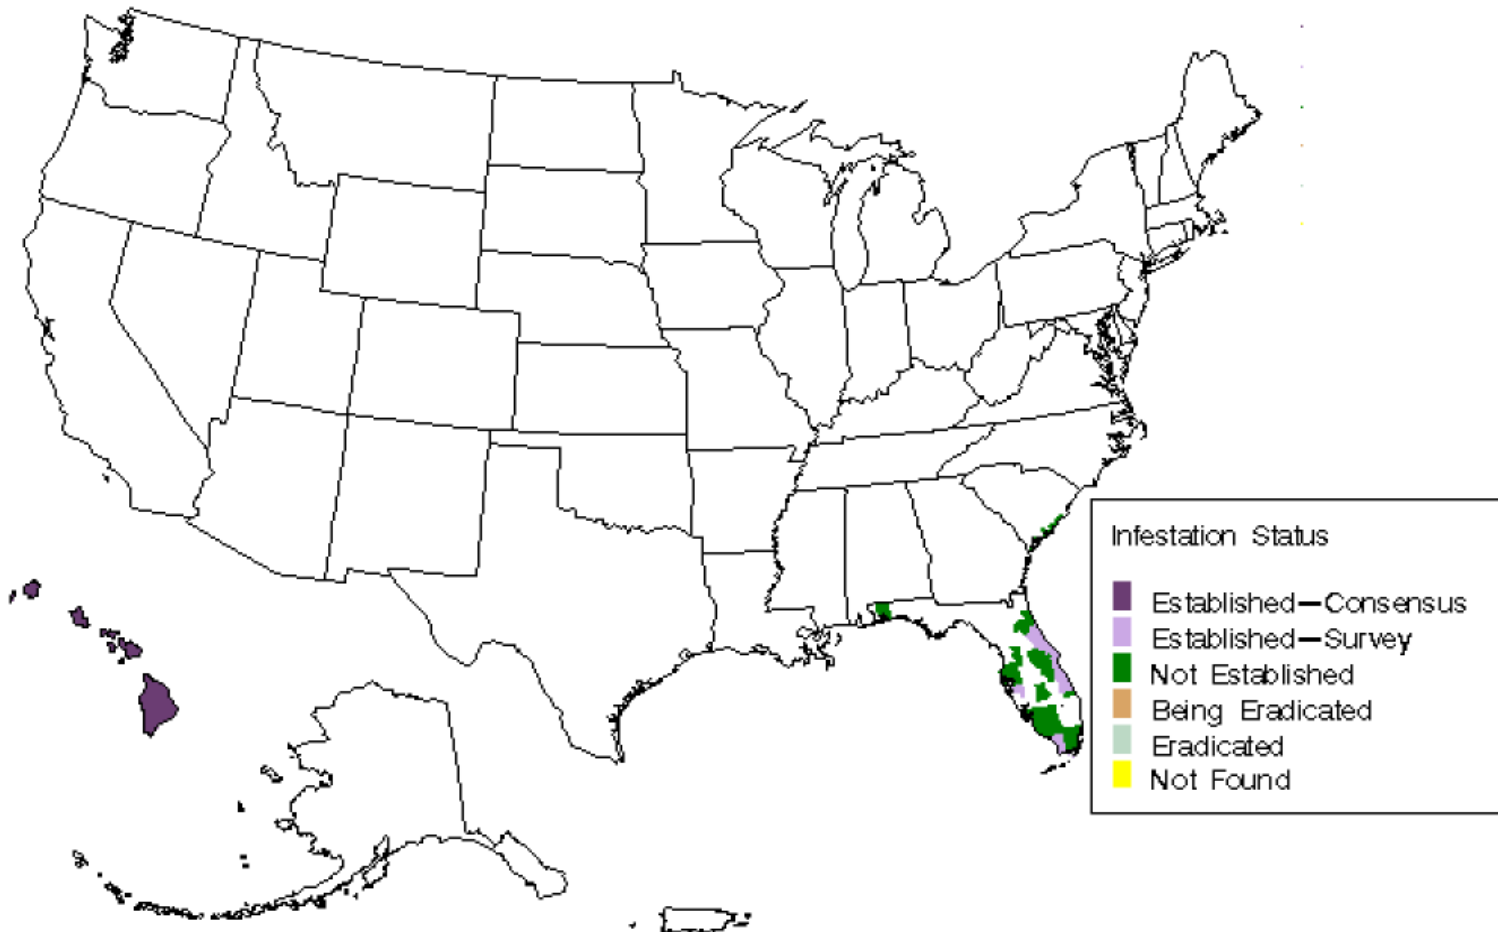 Infestation Status
Established—Consensus
Established—Survey
Not Established
Being Eradicated
Eradicated
Not Found